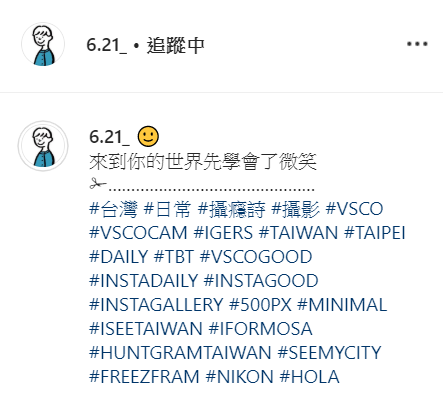 6.21_ • 追蹤中
6.21_ 🙂
來到你的世界先學會了微笑
✁..............................................
#台灣 #日常 #攝癮詩 #攝影 #VSCO
#VSCOCAM #IGERS #TAIWAN #TAIPEI
#DAILY #TBT #VSCOGOOD
#INSTADAILY #INSTAGOOD
#INSTAGALLERY #500PX #MINIMAL
#ISEETAIWAN #IFORMOSA
#HUNTGRAMTAIWAN #SEEMYCITY
#FREEZFRAM #NIKON #HOLA